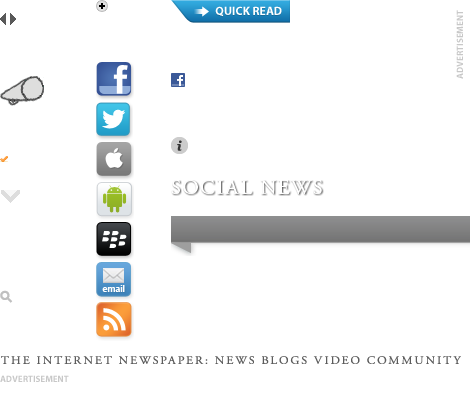 QUICK READ
ADVERTISEMENT
SOCIAL NEWS
email
THE INTERNET NEWSPAPER: NEWS BLOGS VIDEO COMMUNITY
ADVERTISEMENT